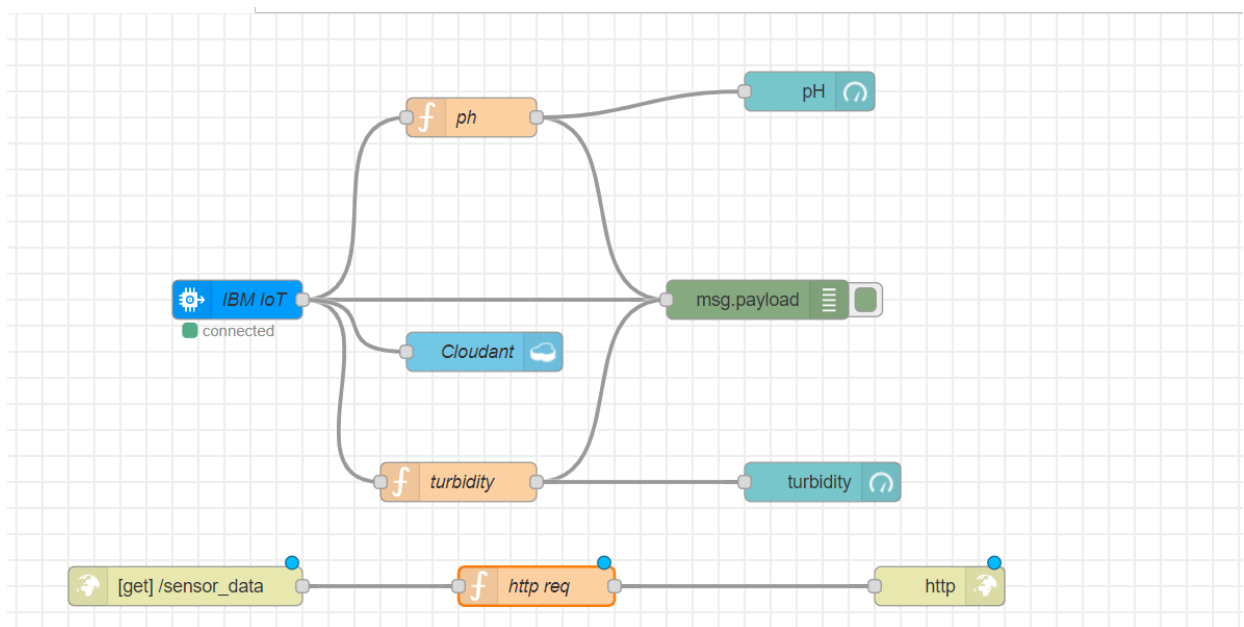 pH
ph
IBM IoT
msg.payload
connected
Cloudant
turbidity
turbidity
[get] /sensor_data
http req
http